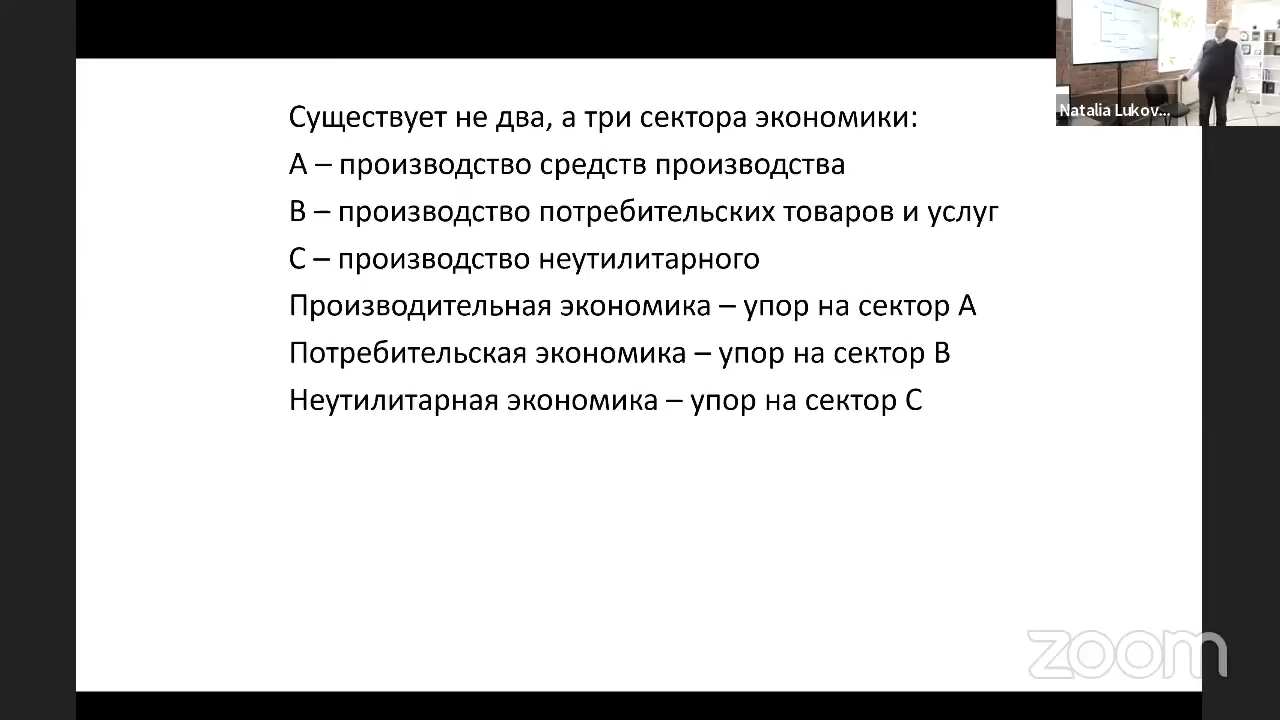 Существует не два, а три сектора экономики:
А – производство средств производства
В – производство потребительских товаров и услуг
С – производство неутилитарного
Производительная экономика – упор на сектор А
Потребительская экономика – упор на сектор В
Неутилитарная экономика – упор на сектор С
Natalia Lukov...
zoom